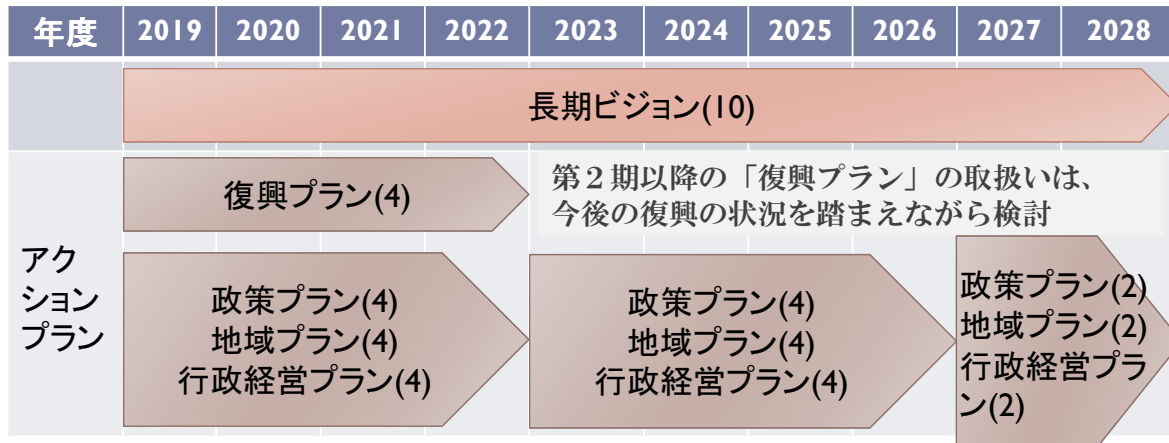 年度 2019 2020 2021 2022 2023 2024 2025 2026 2027 2028
長期ビジョン(10)
アク
ション
プラン
復興プラン(4)
第２期以降の「復興プラン」の取扱いは、
今後の復興の状況を踏まえながら検討
政策プラン(4)
地域プラン(4)
行政経営プラン(4)
政策プラン(4)
地域プラン(4)
行政経営プラン(4)
政策プラン(2)
地域プラン(2)
行政経営プラ
ン(2)